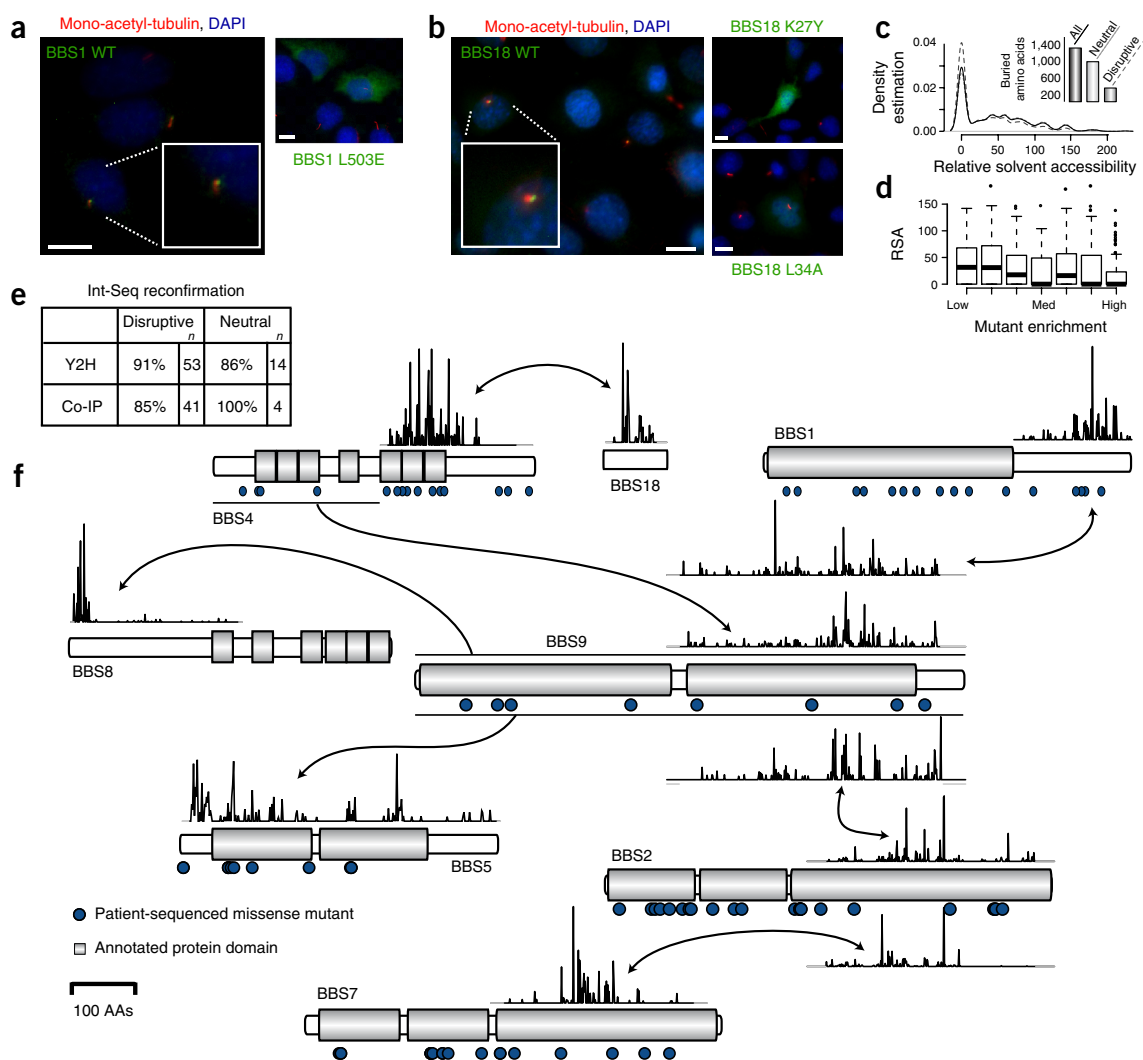 a
Mono-acetyl-tubulin, DAPI
BBS1 WT
BBS1 L503E
b
Mono-acetyl-tubulin, DAPI
BBS18 WT
BBS18 K27Y
BBS18 L34A
c
Density estimation
0.04
0.02
0.00
0 50 100 150 200
Relative solvent accessibility
Buried amino acids
1,400
1,000
600
200
All
Neutral
Disruptive
d
RSA
150
100
50
0
Low Med High
Mutant enrichment
e
Int-Seq reconfirmation
Disruptive n Neutral n
Y2H 91% 53 86% 14
Co-IP 85% 41 100% 4
f
BBS4
BBS18
BBS1
BBS8
BBS9
BBS5
BBS2
BBS7
Patient-sequenced missense mutant
Annotated protein domain
100 AAs